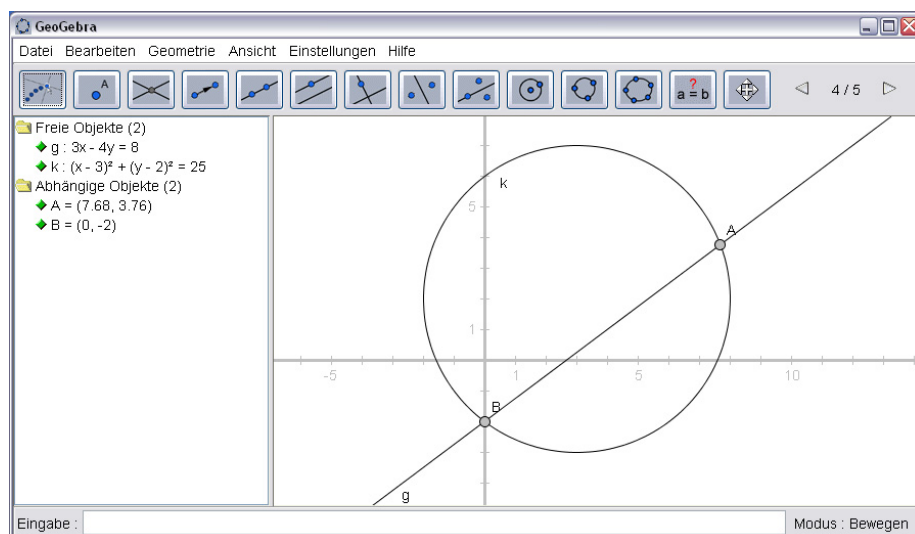 GeoGebra
Datei Bearbeiten Geometrie Ansicht Einstellungen Hilfe
A
?
a = b
4 / 5
Freie Objekte (2)
g : 3x - 4y = 8
k : (x - 3)² + (y - 2)² = 25
Abhängige Objekte (2)
A = (7.68, 3.76)
B = (0, -2)
k
5
A
1
-5
1
5
10
B
g
Eingabe :
Modus : Bewegen